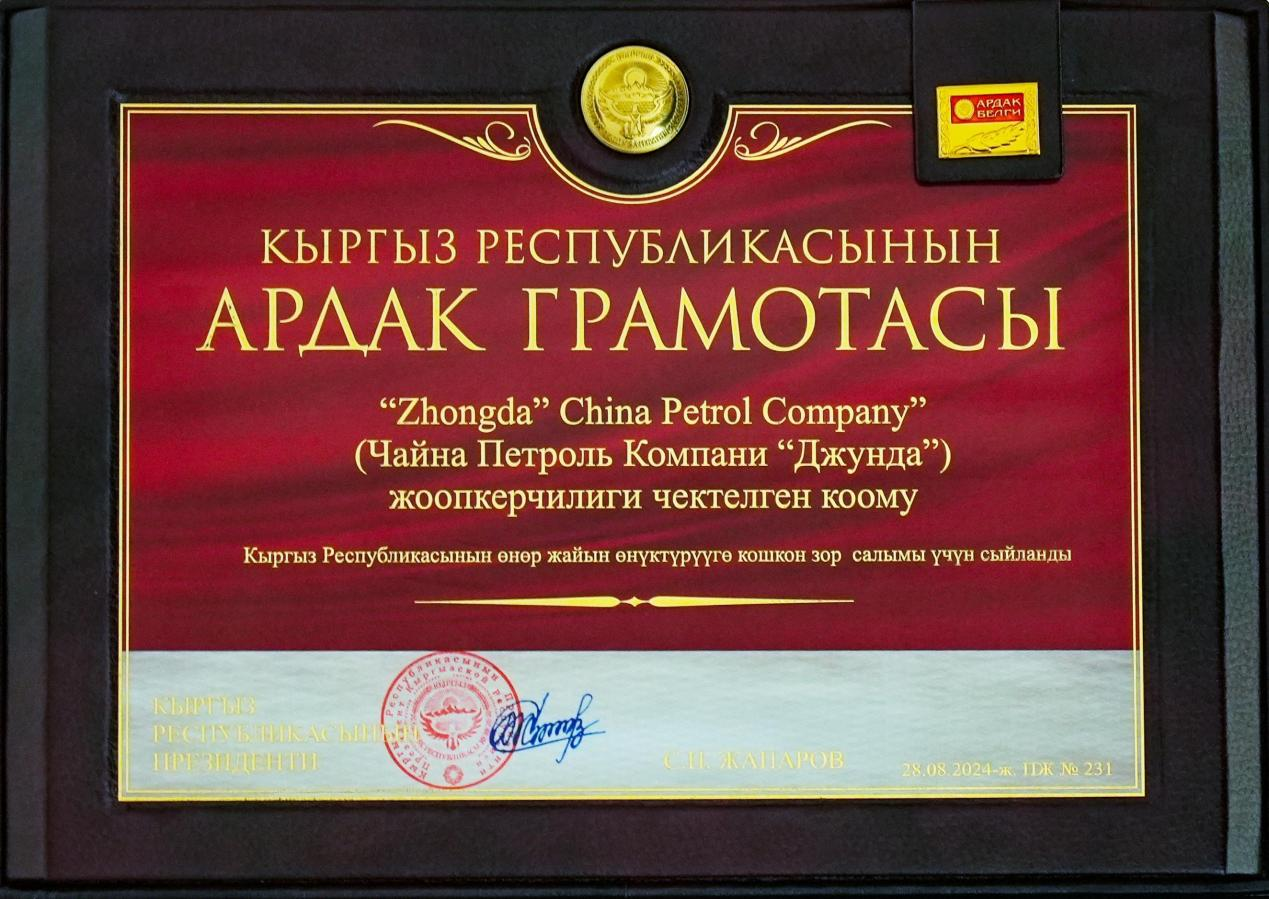 АРДАК
БЕЛГИ
КЫРГЫЗ РЕСПУБЛИКАСЫНЫН
АРДАК ГРАМОТАСЫ
“Zhongda” China Petrol Company”
(Чайна Петроль Компани “Джунда”)
жоопкерчилиги чектелген коому
Кыргыз Республикасынын өнөр жайын өнүктүрүүгө кошкон зор салымы үчүн сыйланды
КЫРГЫЗ
РЕСПУБЛИКАСЫНЫН
ПРЕЗИДЕНТИ
С.Н. ЖАПАРОВ
28.08.2024-ж. ПЖ № 231